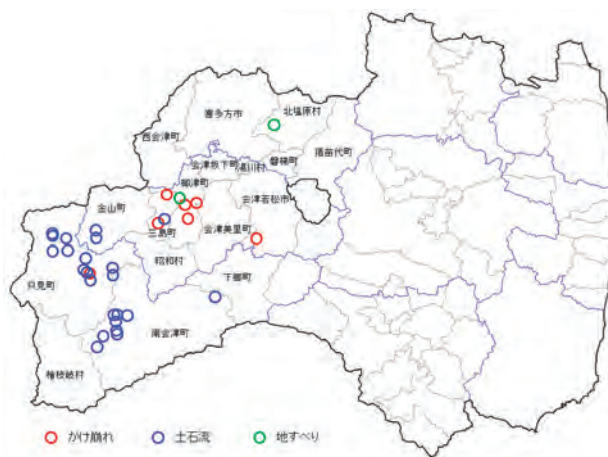 北塩原村
喜多方市
西会津町
猪苗代町
磐梯町
会津坂下町
湯川村
柳津町
会津若松市
金山町
三島町
会津美里町
昭和村
只見町
下郷町
南会津町
檜枝岐村
がけ崩れ
土石流
地すべり